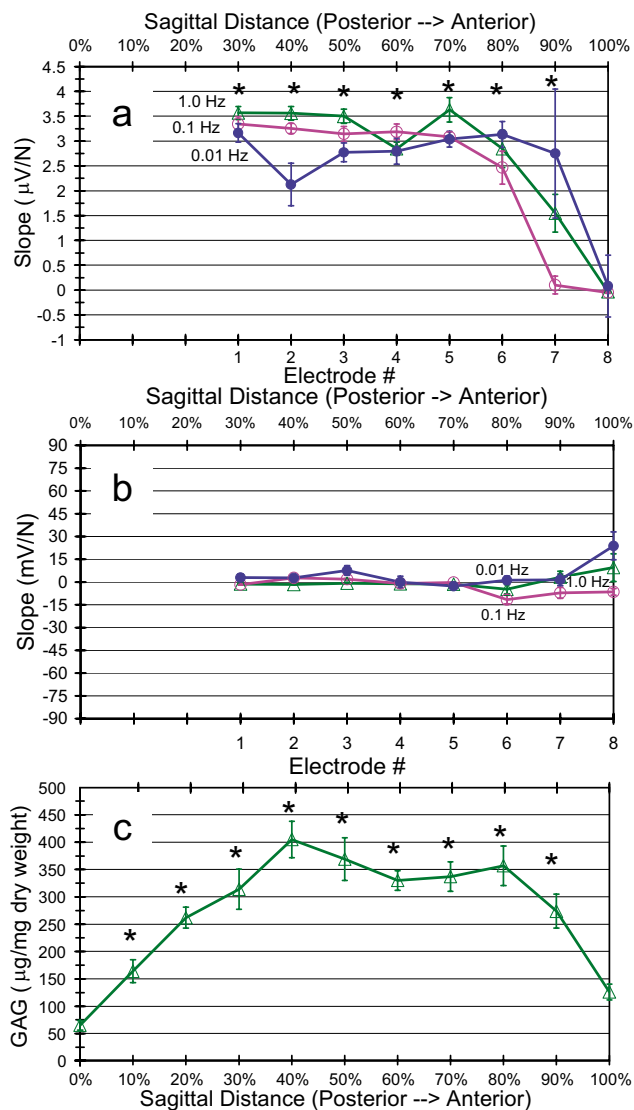 Sagittal Distance (Posterior --> Anterior)
0% 10% 20% 30% 40% 50% 60% 70% 80% 90% 100%
4.5
4
3.5
3
2.5
2
1.5
1
0.5
0
-0.5
-1
Slope ( μV/N)
a
* * * * * * *
1.0 Hz
0.1 Hz
0.01 Hz
1 2 3 4 5 6 7 8
Electrode #
Sagittal Distance (Posterior -> Anterior)
0% 10% 20% 30% 40% 50% 60% 70% 80% 90% 100%
90
75
60
45
30
15
0
-15
-30
-45
-60
-75
-90
Slope (mV/N)
b
0.01 Hz
1.0 Hz
0.1 Hz
1 2 3 4 5 6 7 8
Electrode #
500
450
400
350
300
250
200
150
100
50
0
GAG ( μg/mg dry weight)
c
* * * * * * * * *
0% 10% 20% 30% 40% 50% 60% 70% 80% 90% 100%
Sagittal Distance (Posterior --> Anterior)